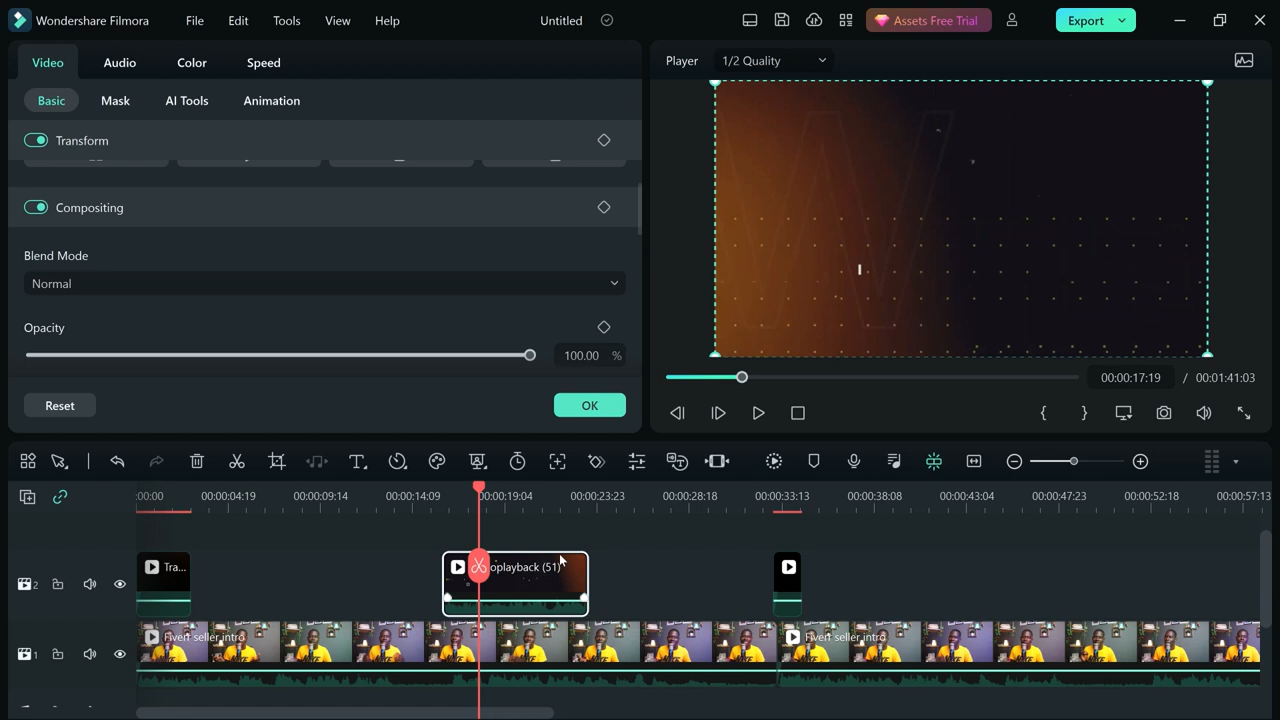 Wondershare Filmora File Edit Tools View Help Untitled Assets Free Trial Export
Video Audio Color Speed
Player 1/2 Quality
Basic Mask AI Tools Animation
Transform
Compositing
Blend Mode
Normal
Opacity
100.00 %
Reset OK
00:00:17:19 / 00:01:41:03
:00:00 00:00:04:19 00:00:09:14 00:00:14:09 00:00:19:04 00:00:23:23 00:00:28:18 00:00:33:13 00:00:38:08 00:00:43:04 00:00:47:23 00:00:52:18 00:00:57:13
Tra... oplayback (51)
2
Fiverr seller intro Fiverr seller intro
1